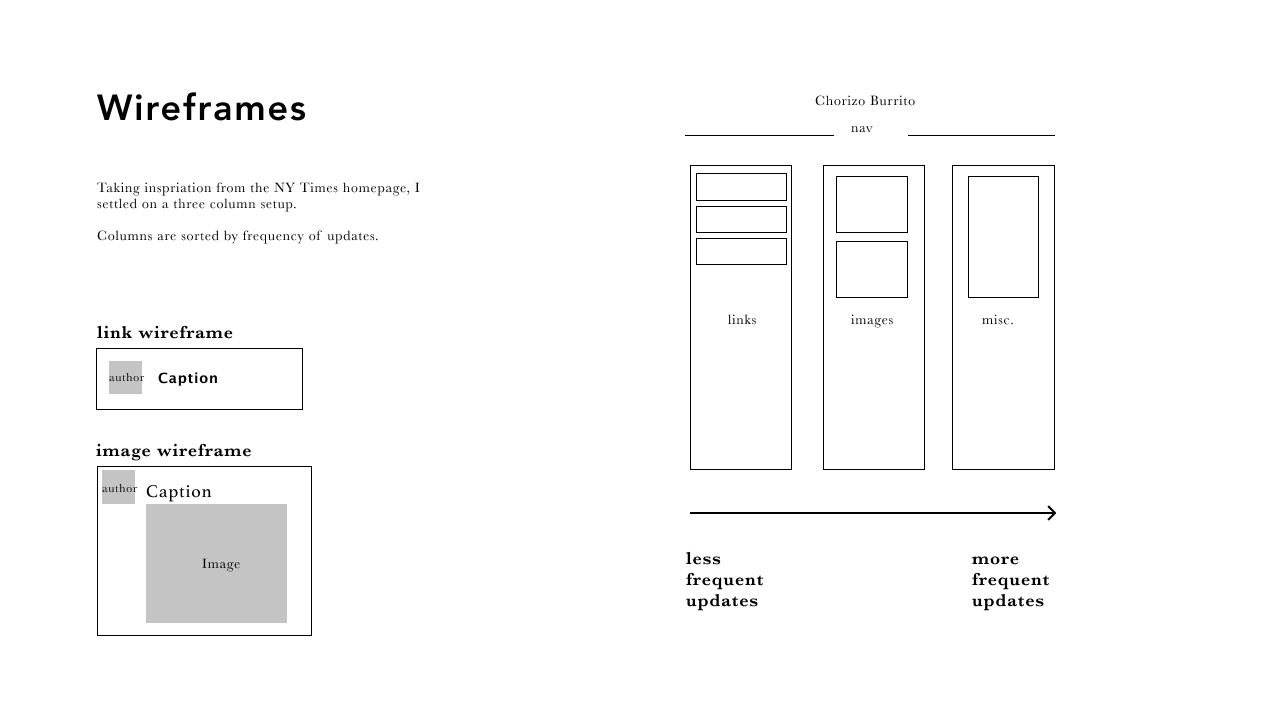 Wireframes
Taking inspriation from the NY Times homepage, I
settled on a three column setup.
Columns are sorted by frequency of updates.
link wireframe
author
Caption
image wireframe
author
Caption
Image
Chorizo Burrito
nav
links
images
misc.
less
frequent
updates
more
frequent
updates